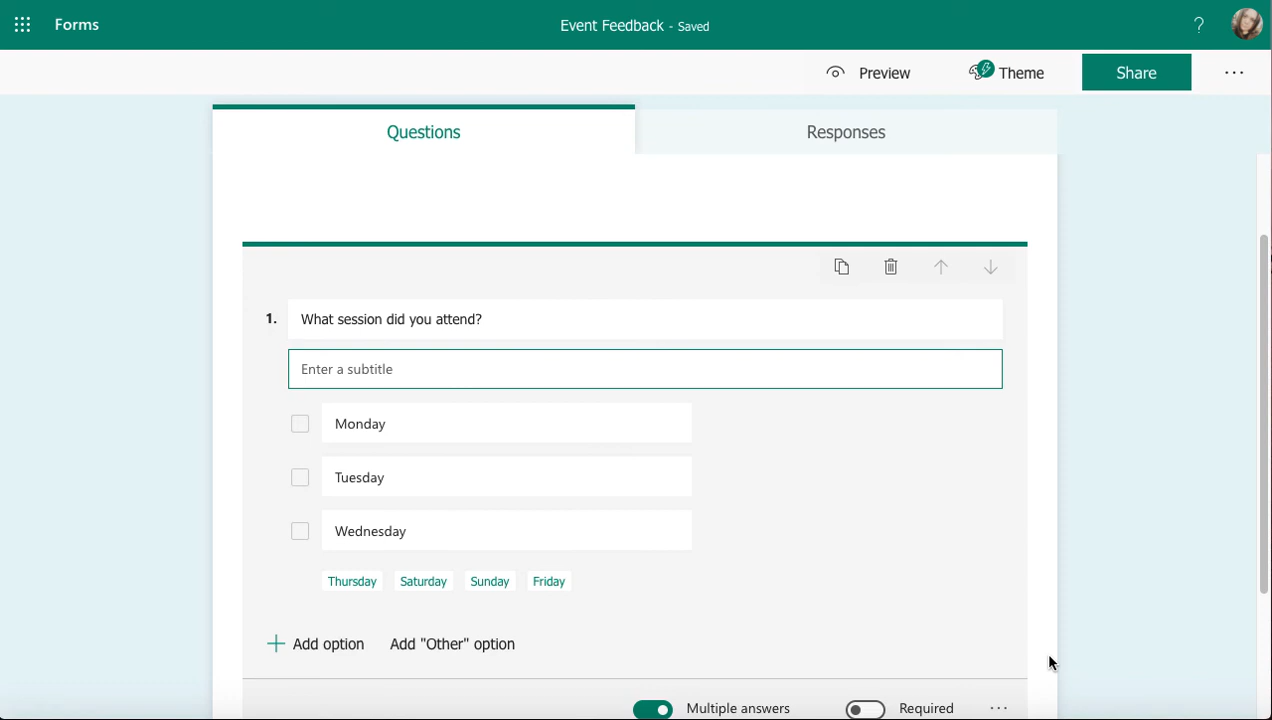 Forms
Event Feedback - Saved
?
Preview
Theme
Share
...
Questions
Responses
1.
What session did you attend?
Enter a subtitle
Monday
Tuesday
Wednesday
Thursday Saturday Sunday Friday
Add option
Add "Other" option
Multiple answers
Required
...